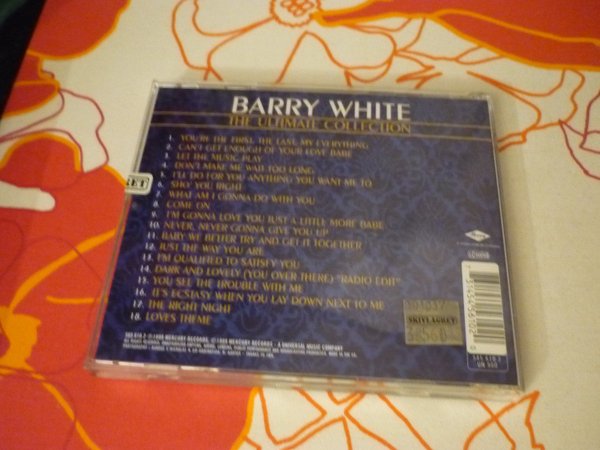 BARRY WHITE
THE ULTIMATE COLLECTION
1. YOU'RE THE FIRST, THE LAST, MY EVERYTHING
2. CAN'T GET ENOUGH OF YOUR LOVE BABE
3. LET THE MUSIC PLAY
4. DON'T MAKE ME WAIT TOO LONG
5. I'LL DO FOR YOU ANYTHING YOU WANT ME TO
6. SHO' YOU RIGHT
7. WHAT AM I GONNA DO WITH YOU
8. COME ON
9. I'M GONNA LOVE YOU JUST A LITTLE MORE BABE
10. NEVER, NEVER GONNA GIVE YOU UP
11. BABY WE BETTER TRY AND GET IT TOGETHER
12. JUST THE WAY YOU ARE
13. I'M QUALIFIED TO SATISFY YOU
14. DARK AND LOVELY (YOU OVER THERE) "RADIO EDIT"
15. YOU SEE THE TROUBLE WITH ME
16. IT'S ECSTASY WHEN YOU LAY DOWN NEXT TO ME
17. THE RIGHT NIGHT
18. LOVES THEME
SKIVLAGRET
MERCURY RECORDS
MERCURY RECORDS - A UNIVERSAL MUSIC COMPANY